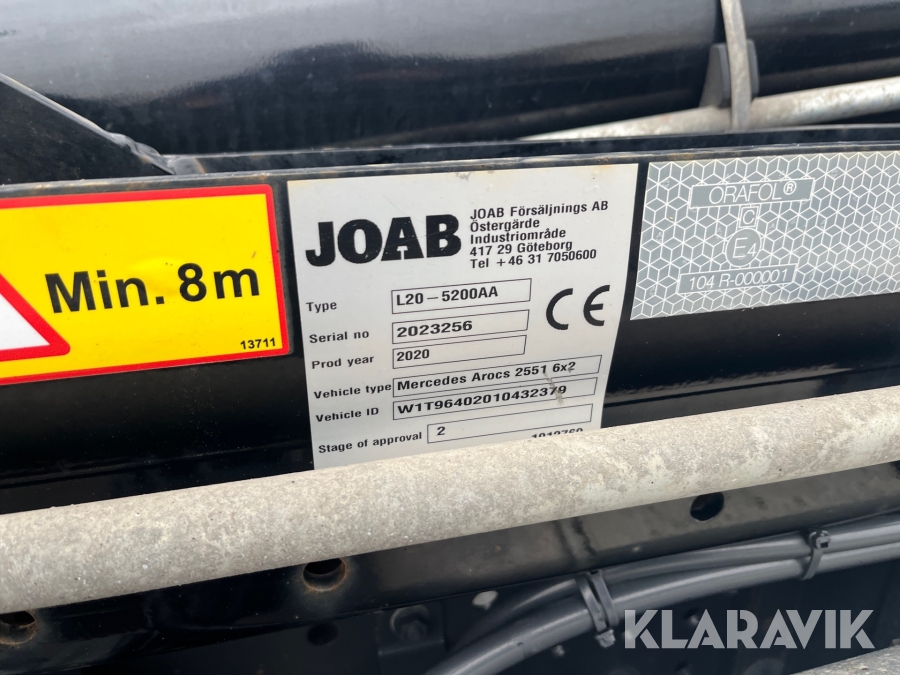 Min. 8m
13711
JOAB
JOAB Försäljnings AB
Östergärde
Industriområde
417 29 Göteborg
Tel +46 31 7050600
Type L20-5200AA
CE
Serial no 2023256
Prod year 2020
Vehicle type Mercedes Arocs 2551 6x2
Vehicle ID W1T96402010432379
Stage of approval 2
ORAFOL®
C
E4
104 R-000001
KLARAVIK